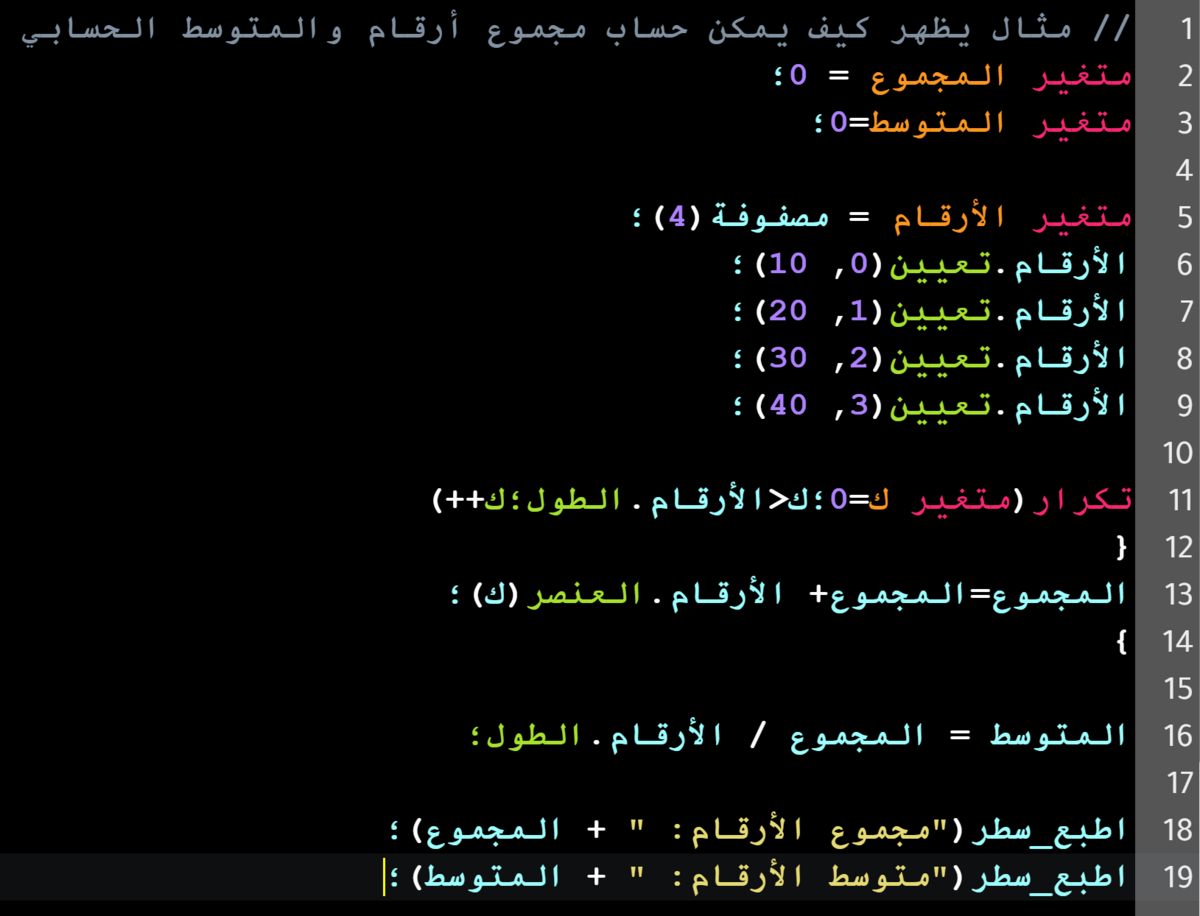 1 // مثال يظهر كيف يمكن حساب مجموع أرقام والمتوسط الحسابي
2 متغير المجموع = 0؛
3 متغير المتوسط=0؛
4
5 متغير الأرقام = مصفوفة(4)؛
6 الأرقام.تعيين(0, 10)؛
7 الأرقام.تعيين(1, 20)؛
8 الأرقام.تعيين(2, 30)؛
9 الأرقام.تعيين(3, 40)؛
10
11 تكرار(متغير ك=0؛ك<الأرقام.الطول؛ك++)
12 {
13 المجموع=المجموع+ الأرقام.العنصر(ك)؛
14 }
15
16 المتوسط = المجموع / الأرقام.الطول؛
17
18 اطبع_سطر("مجموع الأرقام: " + المجموع)؛
19 اطبع_سطر("متوسط الأرقام: " + المتوسط)؛